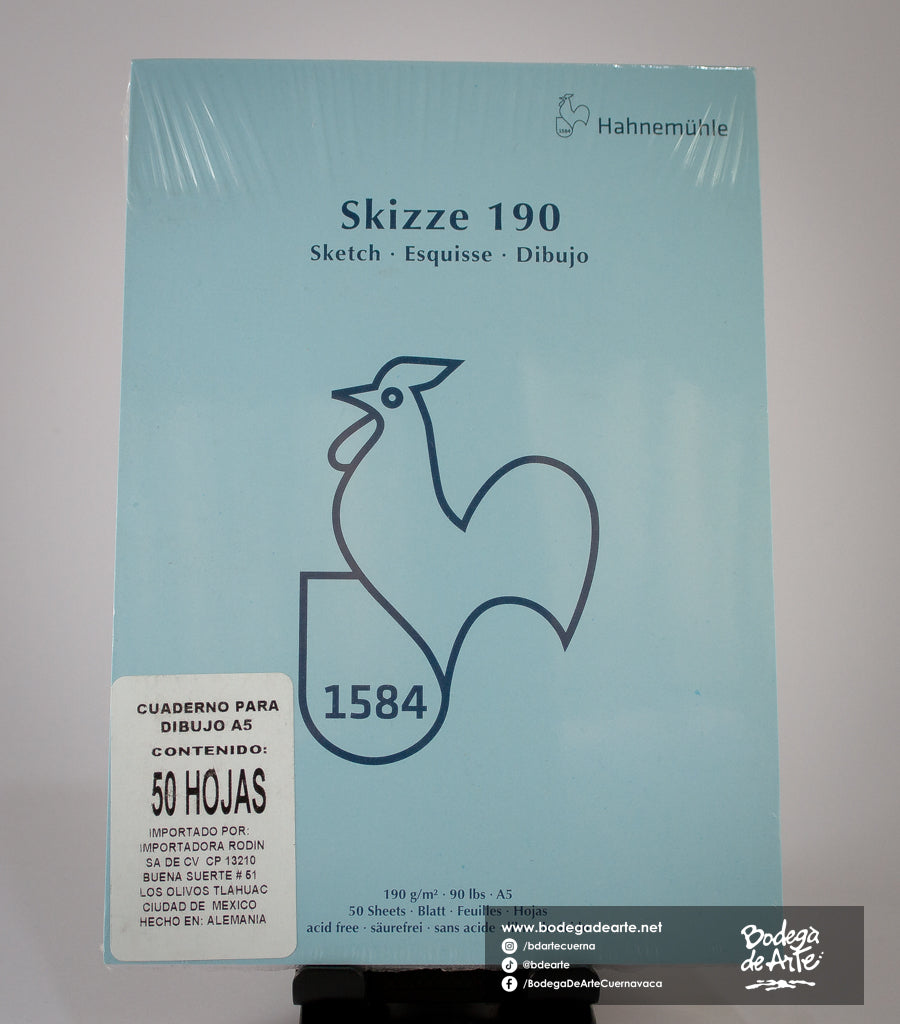 1584
Hahnemühle
Skizze 190
Sketch · Esquisse · Dibujo
1584
CUADERNO PARA
DIBUJO A5
CONTENIDO:
50 HOJAS
IMPORTADO POR:
IMPORTADORA RODIN
SA DE CV CP 13210
BUENA SUERTE # 51
LOS OLIVOS TLAHUAC
CIUDAD DE MEXICO
HECHO EN: ALEMANIA
190 g/m² · 90 lbs · A5
50 Sheets · Blatt · Feuilles · Hojas
acid free · säurefrei · sans acide
www.bodegadearte.net
/bdartecuerna
@bdearte
/BodegaDeArteCuernavaca
Bodega
de Arte